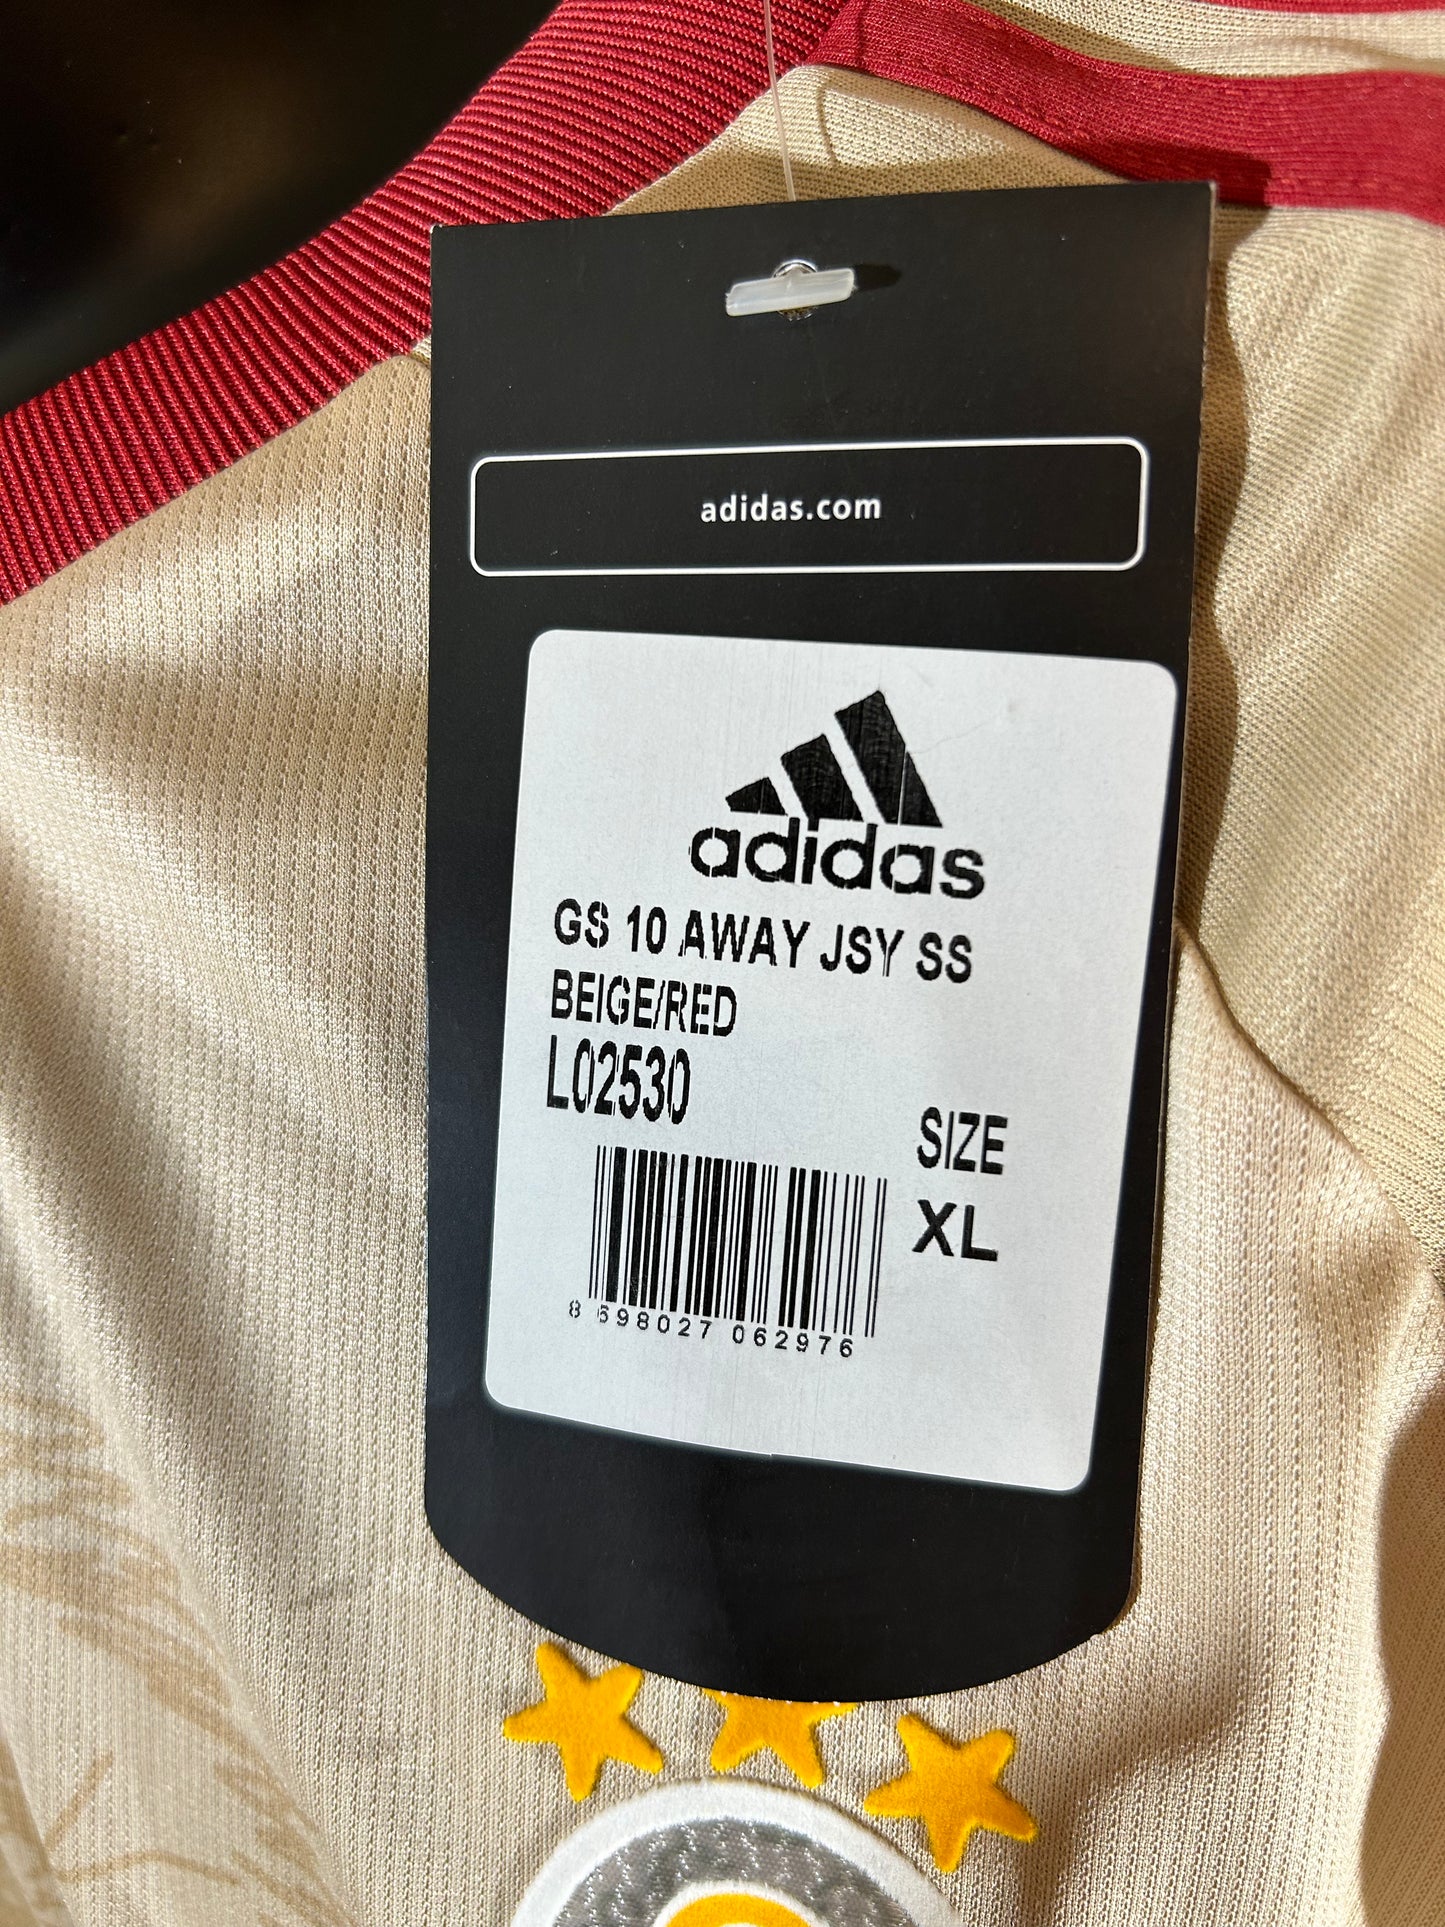 adidas.com
adidas
GS 10 AWAY JSY SS
BEIGE/RED
L02530
SIZE
XL
8 698027 062976